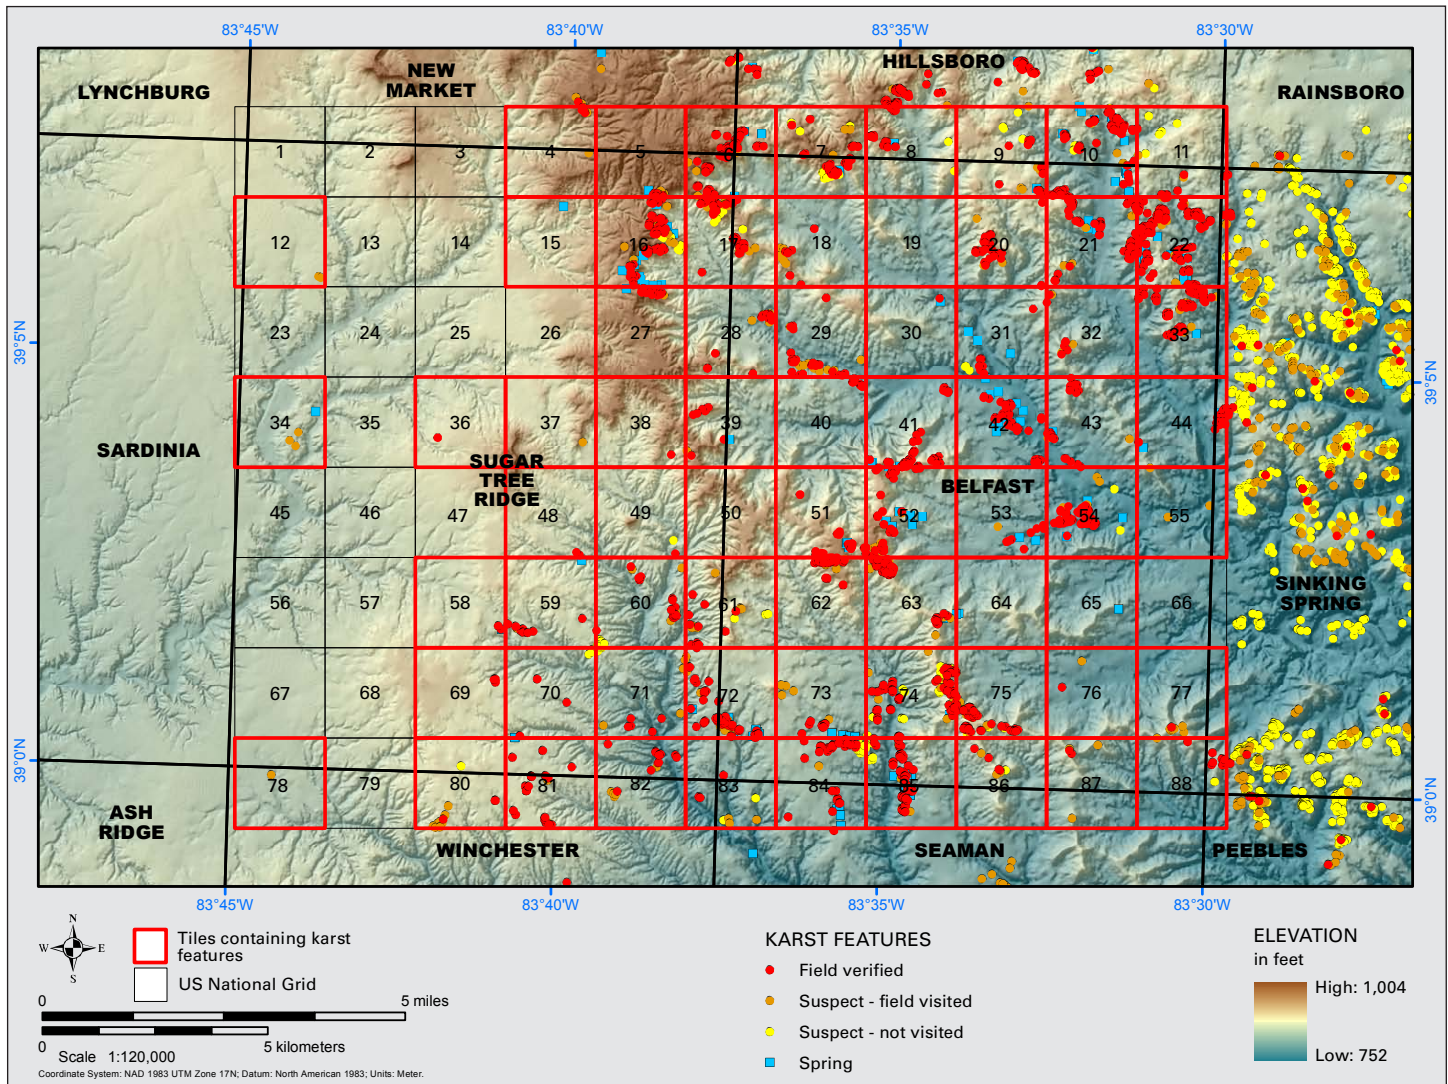 83°45'W
83°40'W
83°35'W
83°30'W
LYNCHBURG
NEW
MARKET
HILLSBORO
RAINSBORO
1 2 3 4 5 6 7 8 9 10 11
12 13 14 15 16 17 18 19 20 21 22
23 24 25 26 27 28 29 30 31 32 33
39°5'N
39°5'N
34 35 36 37 38 39 40 41 42 43 44
SARDINIA
SUGAR
TREE
RIDGE
BELFAST
45 46 47 48 49 50 51 52 53 54 55
SINKING
SPRING
56 57 58 59 60 61 62 63 64 65 66
67 68 69 70 71 72 73 74 75 76 77
39°0'N
39°0'N
78 79 80 81 82 83 84 85 86 87 88
ASH
RIDGE
WINCHESTER
SEAMAN
PEEBLES
83°45'W
83°40'W
83°35'W
83°30'W
N
W E
S
Tiles containing karst
features
US National Grid
0 5 miles
0 5 kilometers
Scale 1:120,000
Coordinate System: NAD 1983 UTM Zone 17N; Datum: North American 1983; Units: Meter.
KARST FEATURES
Field verified
Suspect - field visited
Suspect - not visited
Spring
ELEVATION
in feet
High: 1,004
Low: 752